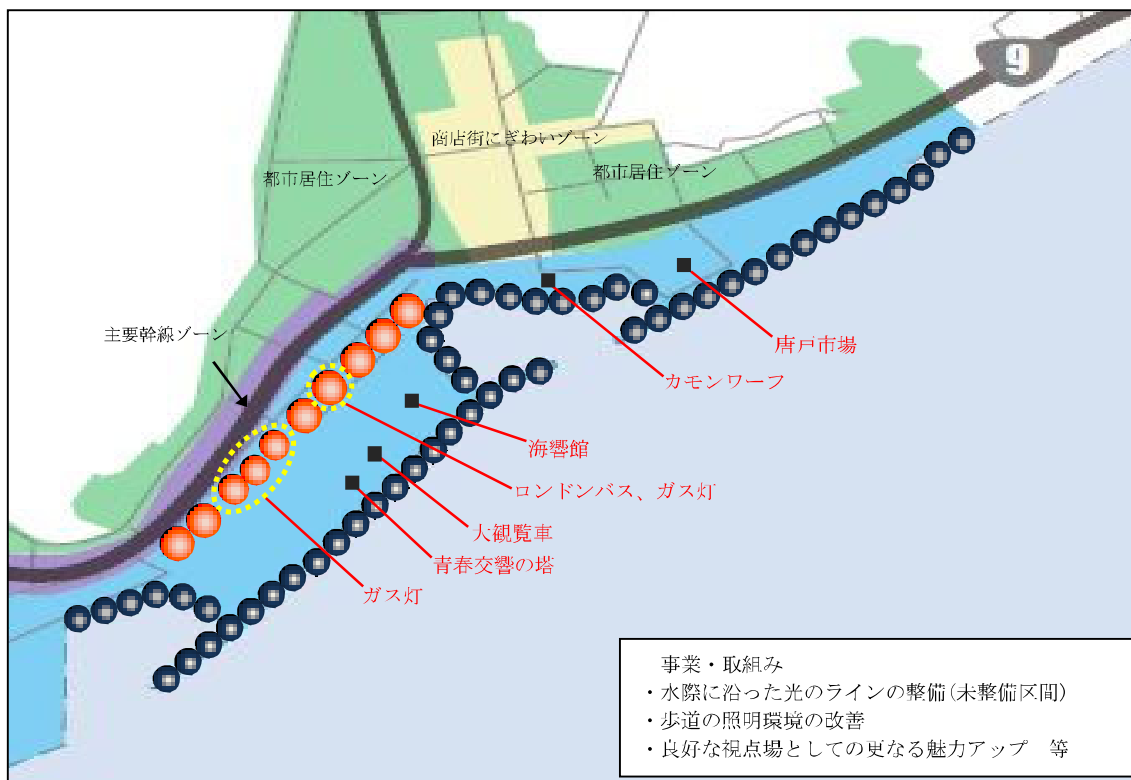 9
商店街にぎわいゾーン
都市居住ゾーン
都市居住ゾーン
主要幹線ゾーン
唐戸市場
カモンワーフ
海響館
ロンドンバス、ガス灯
大観覧車
青春交響の塔
ガス灯
事業・取組み
・水際に沿った光のラインの整備(未整備区間)
・歩道の照明環境の改善
・良好な視点場としての更なる魅力アップ　等